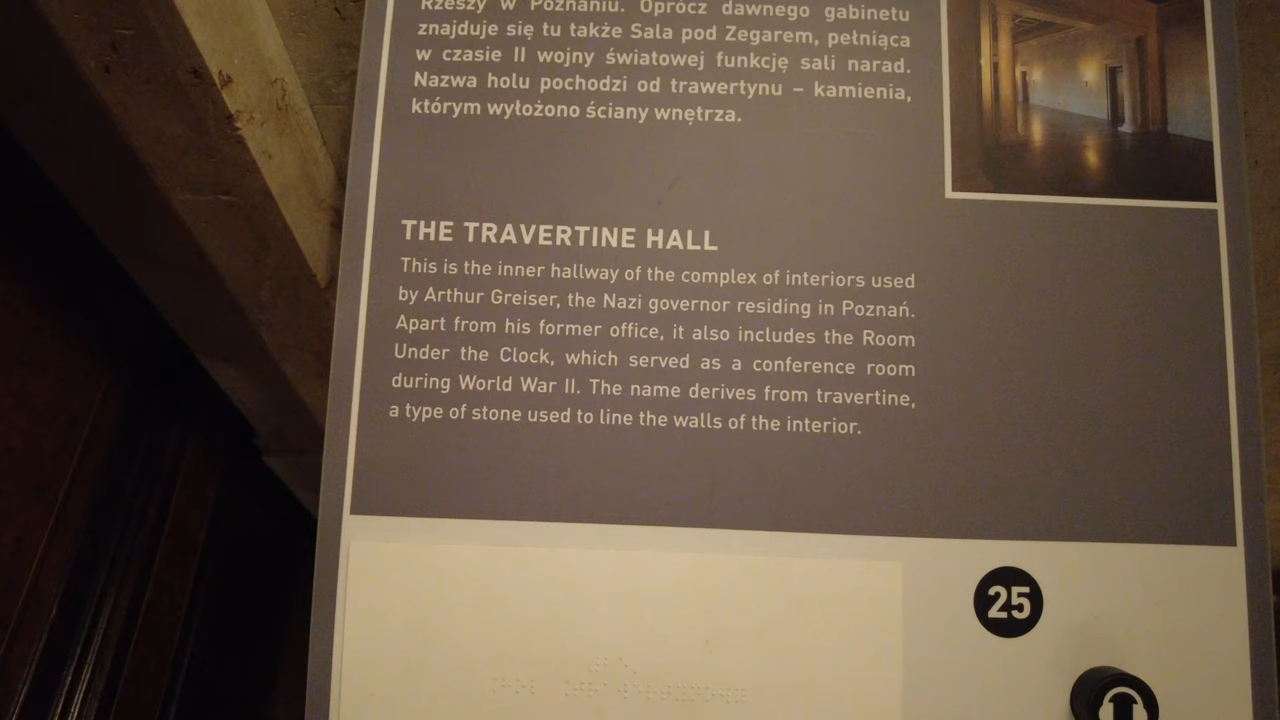 Rzeszy w Poznaniu. Oprócz dawnego gabinetu
znajduje się tu także Sala pod Zegarem, pełniąca
w czasie II wojny światowej funkcję sali narad.
Nazwa holu pochodzi od trawertynu – kamienia,
którym wyłożono ściany wnętrza.
THE TRAVERTINE HALL
This is the inner hallway of the complex of interiors used
by Arthur Greiser, the Nazi governor residing in Poznań.
Apart from his former office, it also includes the Room
Under the Clock, which served as a conference room
during World War II. The name derives from travertine,
a type of stone used to line the walls of the interior.
25